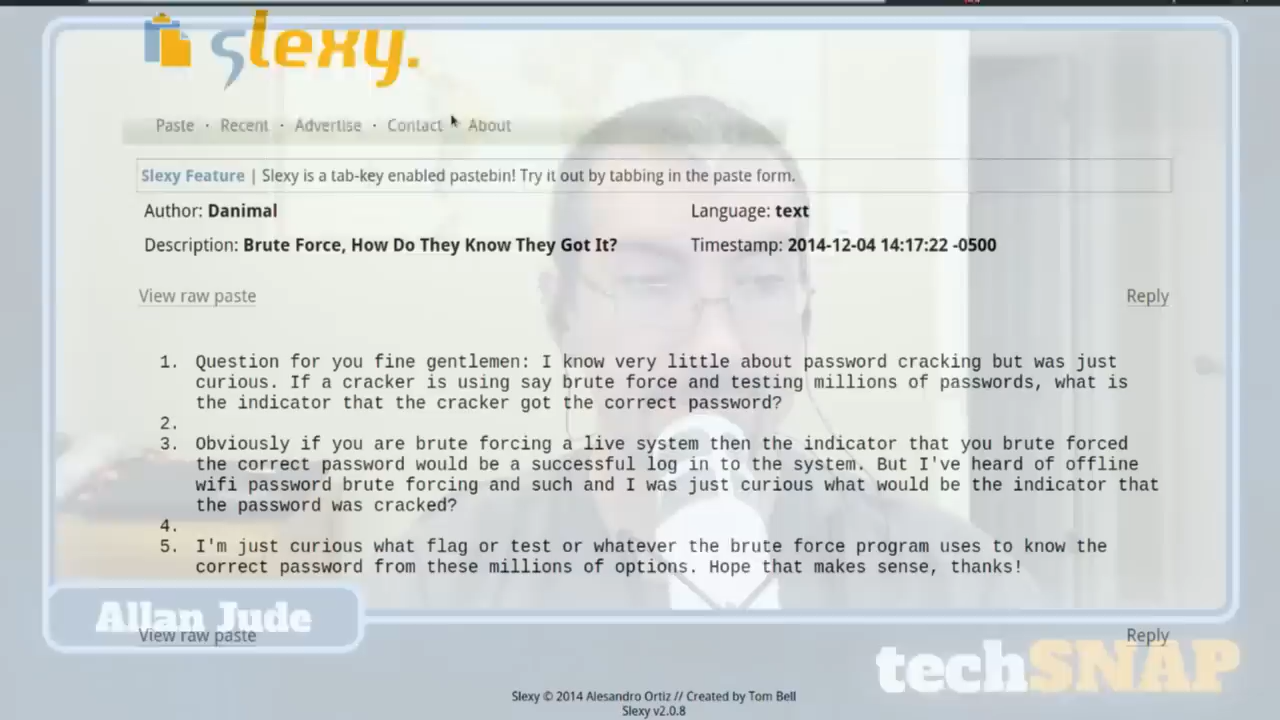 slexy.
Paste · Recent · Advertise · Contact · About
Slexy Feature | Slexy is a tab-key enabled pastebin! Try it out by tabbing in the paste form.
Author: Danimal
Language: text
Description: Brute Force, How Do They Know They Got It?
Timestamp: 2014-12-04 14:17:22 -0500
View raw paste
Reply
1. Question for you fine gentlemen: I know very little about password cracking but was just
curious. If a cracker is using say brute force and testing millions of passwords, what is
the indicator that the cracker got the correct password?
2.
3. Obviously if you are brute forcing a live system then the indicator that you brute forced
the correct password would be a successful log in to the system. But I've heard of offline
wifi password brute forcing and such and I was just curious what would be the indicator that
the password was cracked?
4.
5. I'm just curious what flag or test or whatever the brute force program uses to know the
correct password from these millions of options. Hope that makes sense, thanks!
Allan Jude
View raw paste
Reply
techSNAP
Slexy © 2014 Alesandro Ortiz // Created by Tom Bell
Slexy v2.0.8